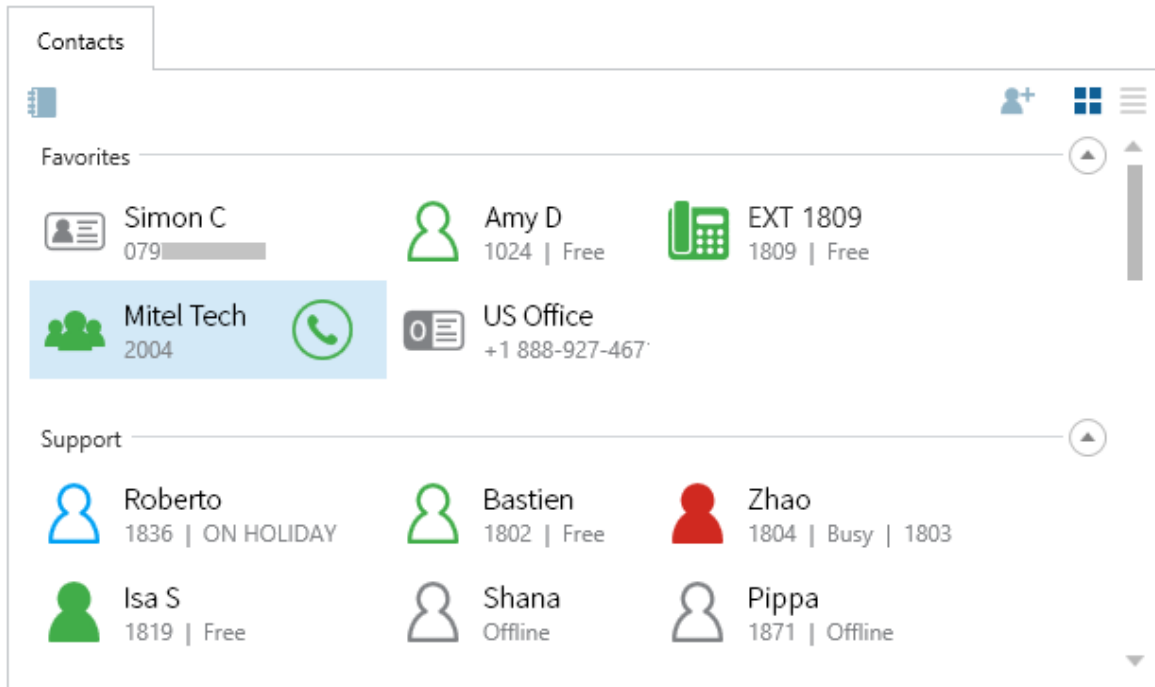 Contacts
Favorites
Simon C
079
Amy D
1024 | Free
EXT 1809
1809 | Free
Mitel Tech
2004
US Office
+1 888-927-467
Support
Roberto
1836 | ON HOLIDAY
Bastien
1802 | Free
Zhao
1804 | Busy | 1803
Isa S
1819 | Free
Shana
Offline
Pippa
1871 | Offline